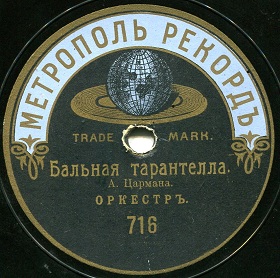 МЕТРОПОЛЬ РЕКОРДЪ
TRADE MARK.
Бальная тарантелла.
А. Цармана.
ОРКЕСТРЪ.
716